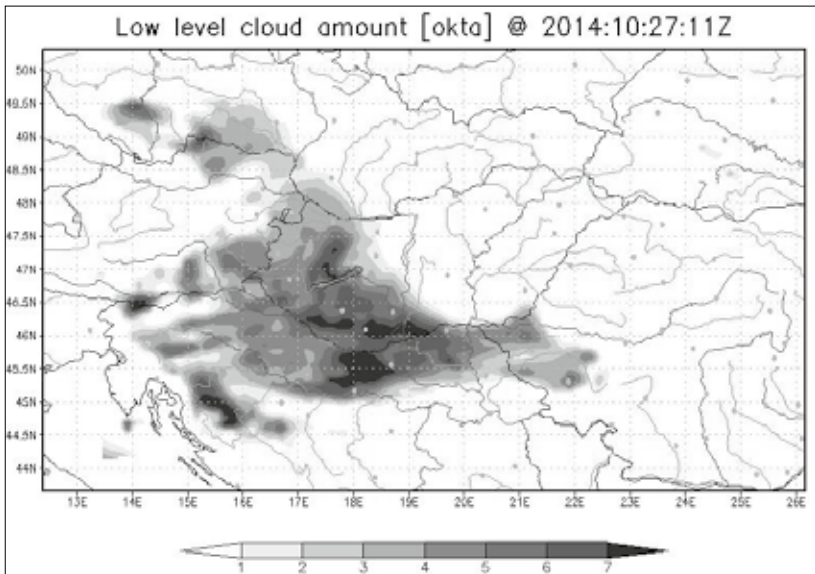 Low level cloud amount [okta] @ 2014:10:27:11Z
50N
49.5N
49N
48.5N
48N
47.5N
47N
46.5N
46N
45.5N
45N
44.5N
44N
13E 14E 15E 16E 17E 18E 19E 20E 21E 22E 23E 24E 25E 26E
1 2 3 4 5 6 7